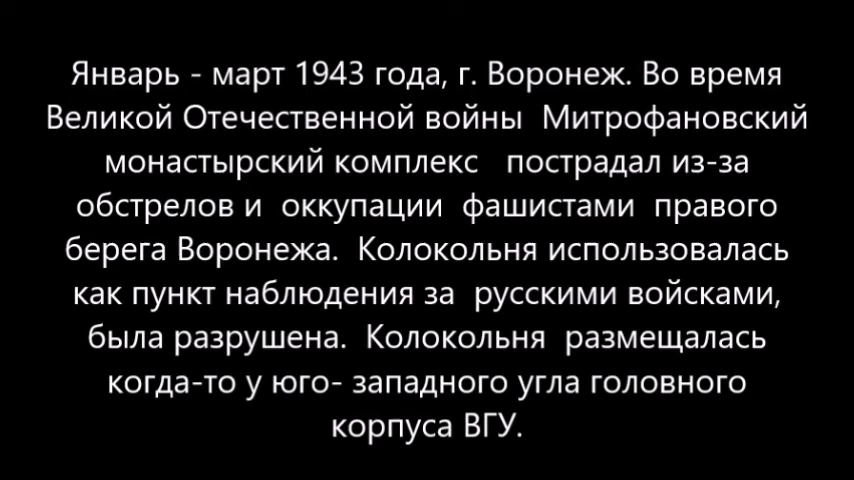 Январь - март 1943 года, г. Воронеж. Во время
Великой Отечественной войны  Митрофановский
монастырский комплекс   пострадал из-за
обстрелов и  оккупации  фашистами  правого
берега Воронежа.  Колокольня использовалась
как пункт наблюдения за  русскими войсками,
была разрушена.  Колокольня  размещалась
когда-то у юго- западного угла головного
корпуса ВГУ.